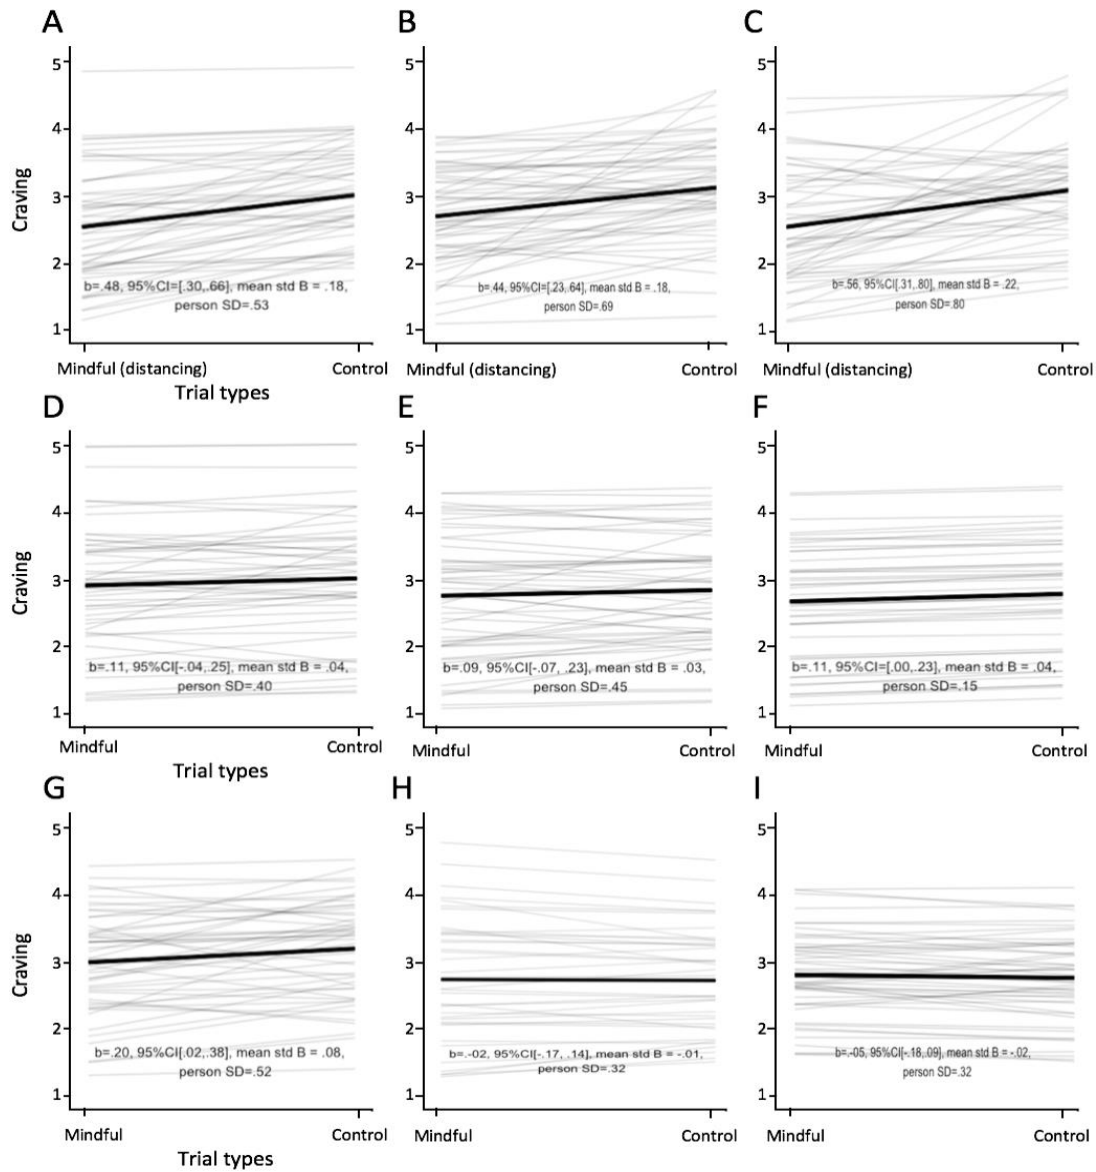 A
B
C
Craving
5
4
3
2
1
b=.48, 95%CI=[.30,.66], mean std B = .18,
person SD=.53
Mindful (distancing)
Control
Trial types
5
4
3
2
1
b=.44, 95%CI=[.23,.64], mean std B = .18,
person SD=.69
Mindful (distancing)
Control
5
4
3
2
1
b=.56, 95%CI[.31,.80], mean std B = .22,
person SD=.80
Mindful (distancing)
Control
D
E
F
Craving
5
4
3
2
1
b=.11, 95%CI[-.04,.25], mean std B = .04,
person SD=.40
Mindful
Control
Trial types
5
4
3
2
1
b=.09, 95%CI[-.07, .23], mean std B = .03,
person SD=.45
Mindful
Control
5
4
3
2
1
b=.11, 95%CI=[.00,.23], mean std B = .04,
person SD=.15
Mindful
Control
G
H
I
Craving
5
4
3
2
1
b=.20, 95%CI[.02,.38], mean std B = .08,
person SD=.52
Mindful
Control
Trial types
5
4
3
2
1
b=-.02, 95%CI[-.17, .14], mean std B = -.01,
person SD=.32
Mindful
Control
5
4
3
2
1
b=-.05, 95%CI[-.18,.09], mean std B = -.02,
person SD=.32
Mindful
Control